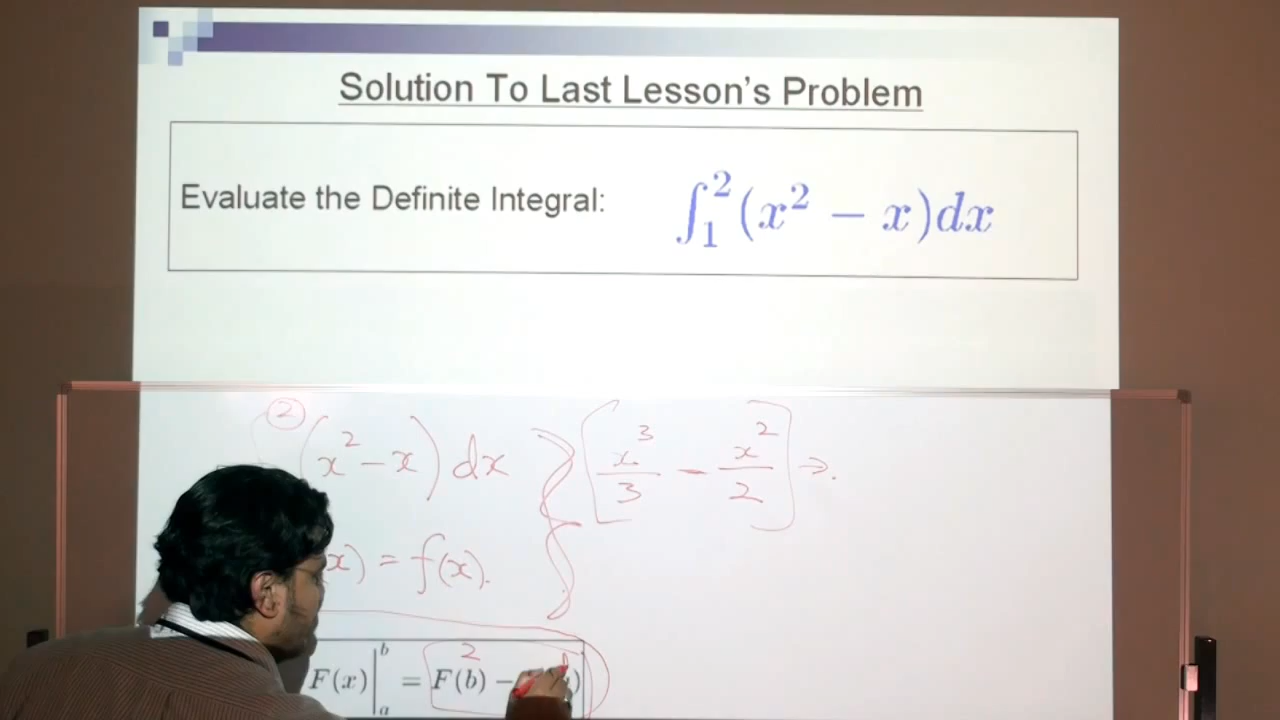 Solution To Last Lesson's Problem
Evaluate the Definite Integral: ∫₁²(x² − x)dx
② (x² − x) dx } [x³/3 − x²/2] →.
x) = f(x).
2
F(x)|ₐᵇ = F(b) −